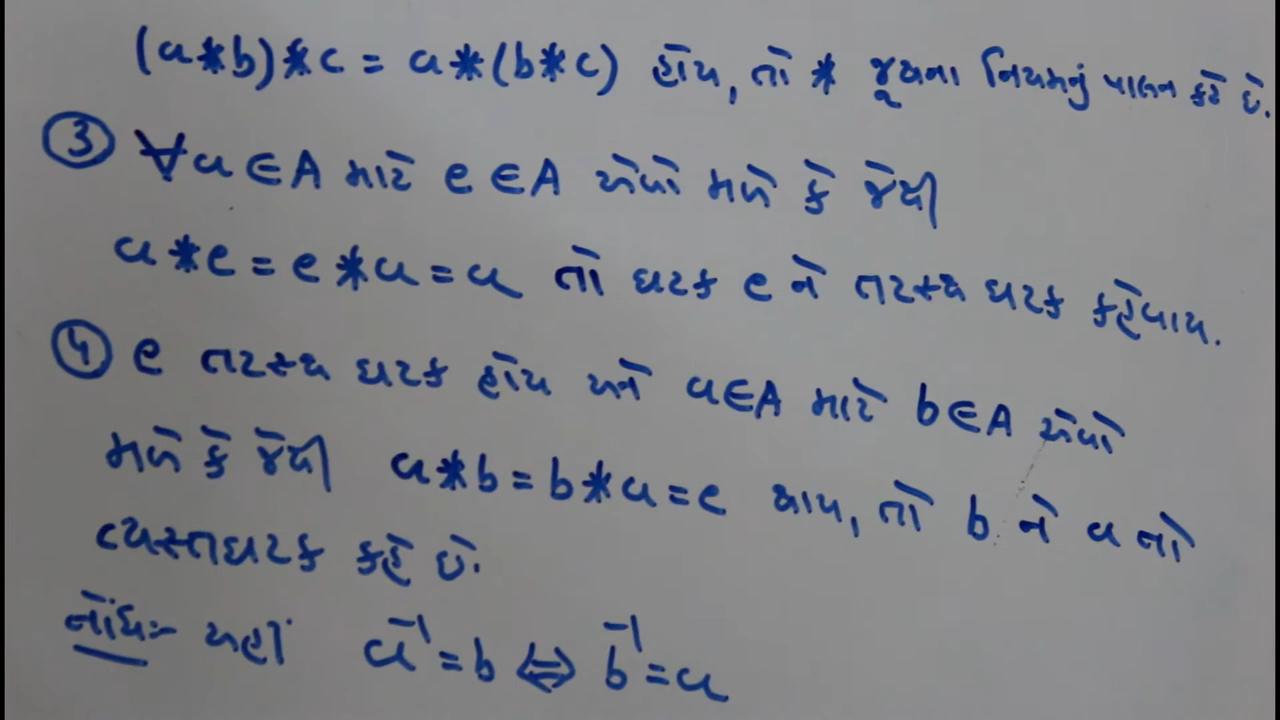 (a*b)*c = a*(b*c) હોય, તો * જૂથના નિયમનું પાલન કરે છે.
③ ∀a ∈ A માટે e ∈ A એવો મળે કે જેથી
a*e = e*a = a તો ઘટક e ને તટસ્થ ઘટક કહેવાય.
④ e તટસ્થ ઘટક હોય અને a∈A માટે b∈A એવો
મળે કે જેથી a*b = b*a = e થાય, તો b ને a નો
વ્યસ્તઘટક કહે છે.
નોંધઃ- અહીં a⁻¹ = b ⇔ b⁻¹ = a